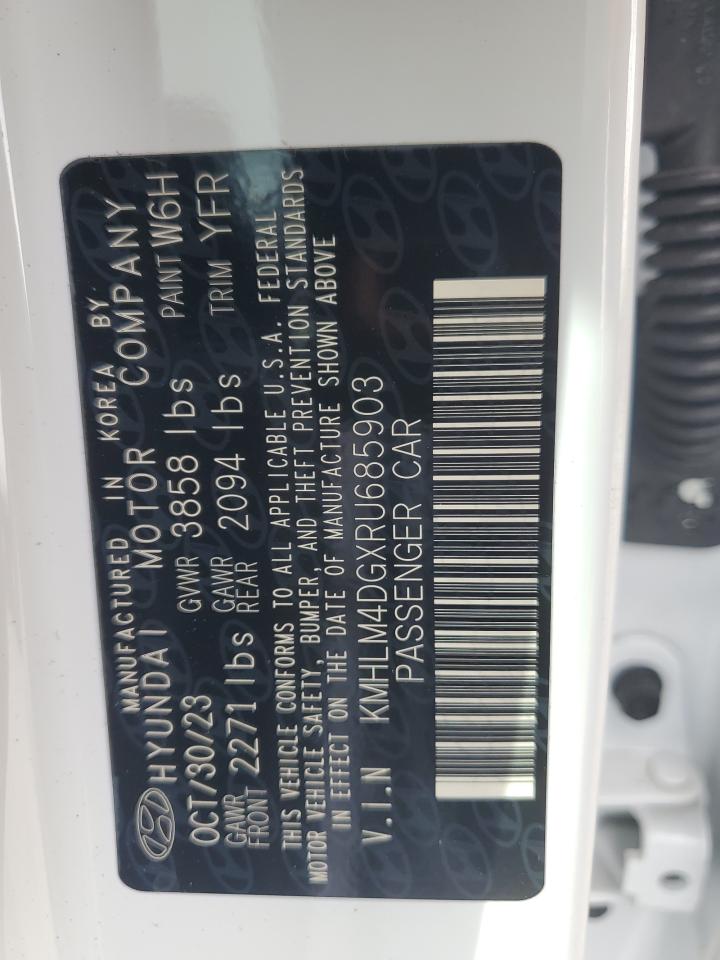 MANUFACTURED IN KOREA BY
HYUNDAI MOTOR COMPANY
OCT/30/23 GVWR 3858 lbs PAINT W6H
GAWR FRONT 2271 lbs GAWR REAR 2094 lbs TRIM YFR
THIS VEHICLE CONFORMS TO ALL APPLICABLE U.S.A. FEDERAL
MOTOR VEHICLE SAFETY, BUMPER, AND THEFT PREVENTION STANDARDS
IN EFFECT ON THE DATE OF MANUFACTURE SHOWN ABOVE
V.I.N KMHLM4DGXRU685903
PASSENGER CAR